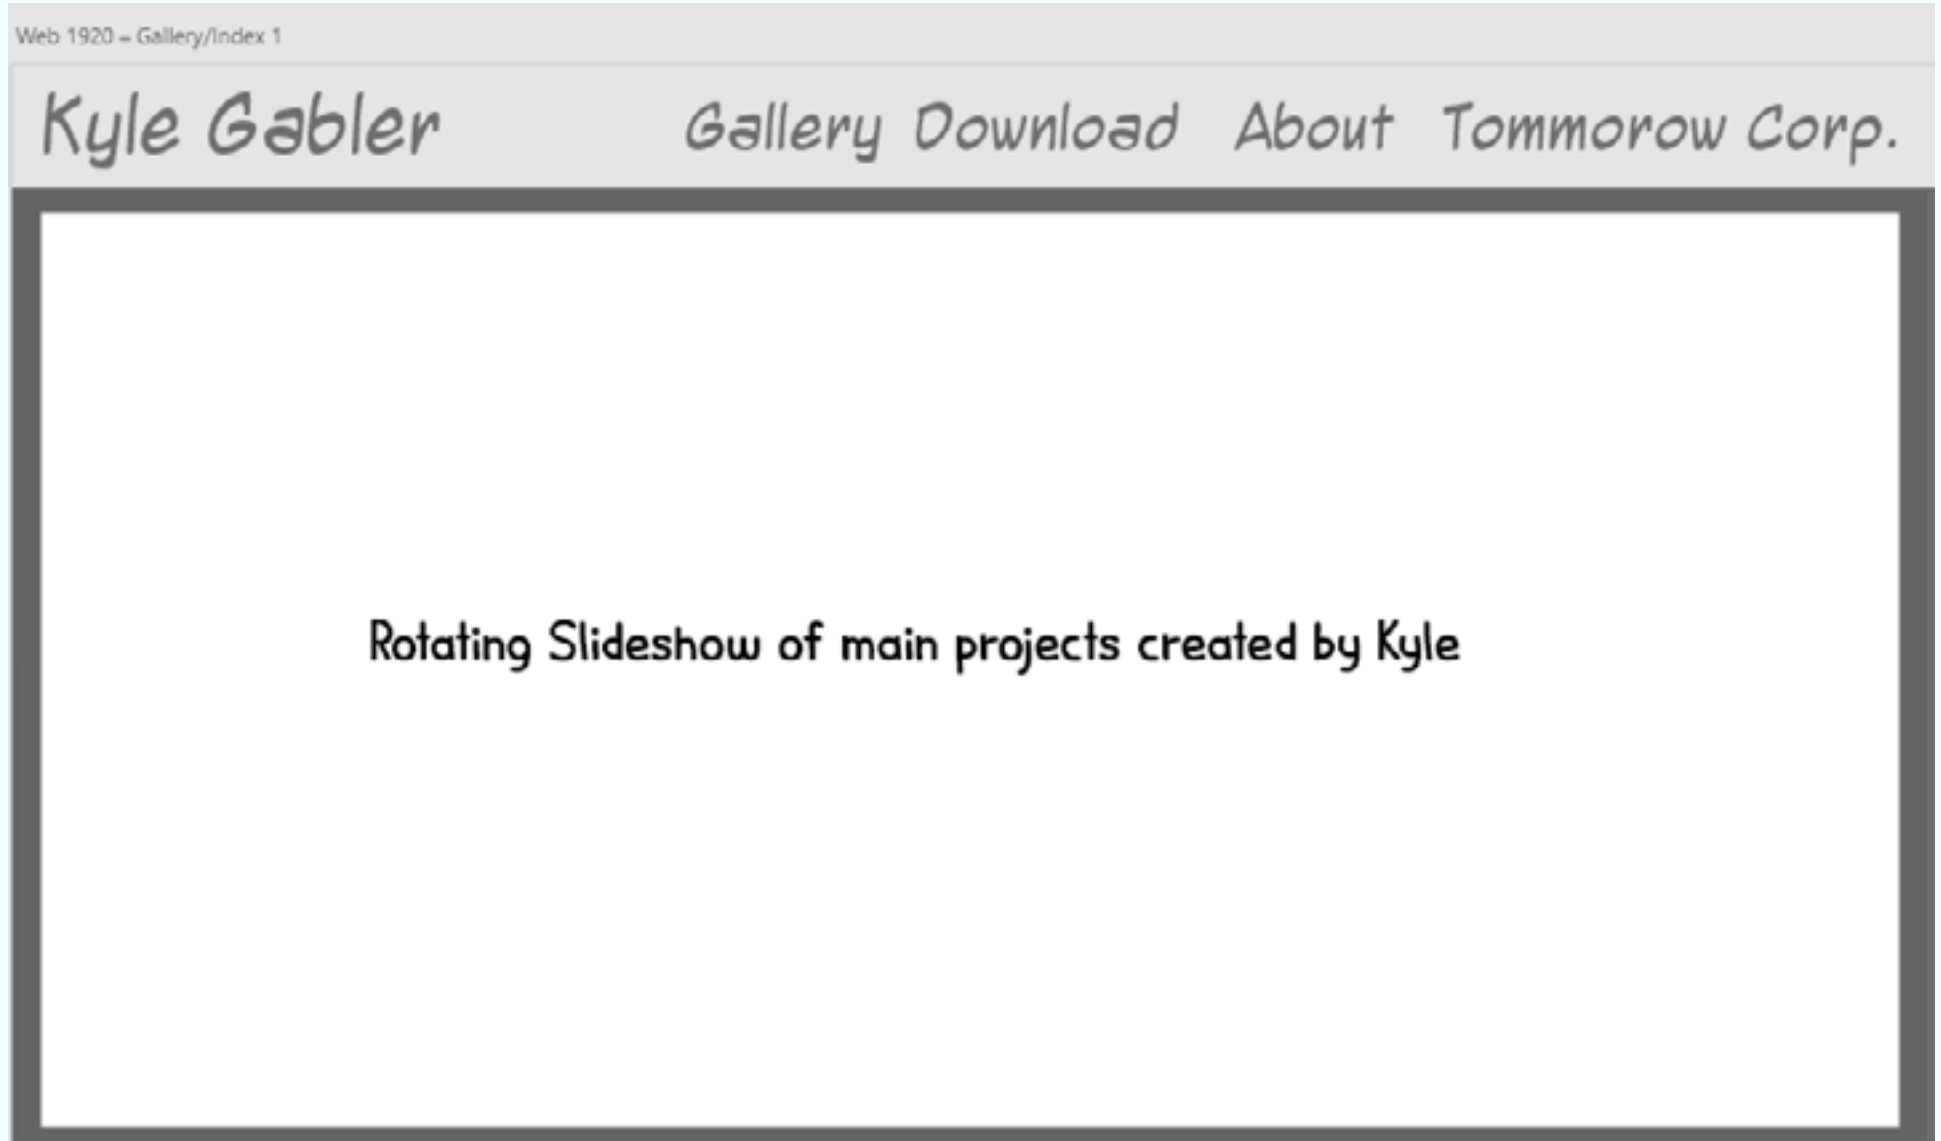 Web 1920 – Gallery/Index 1
Kyle Gabler Gallery Download About Tommorow Corp.
Rotating Slideshow of main projects created by Kyle